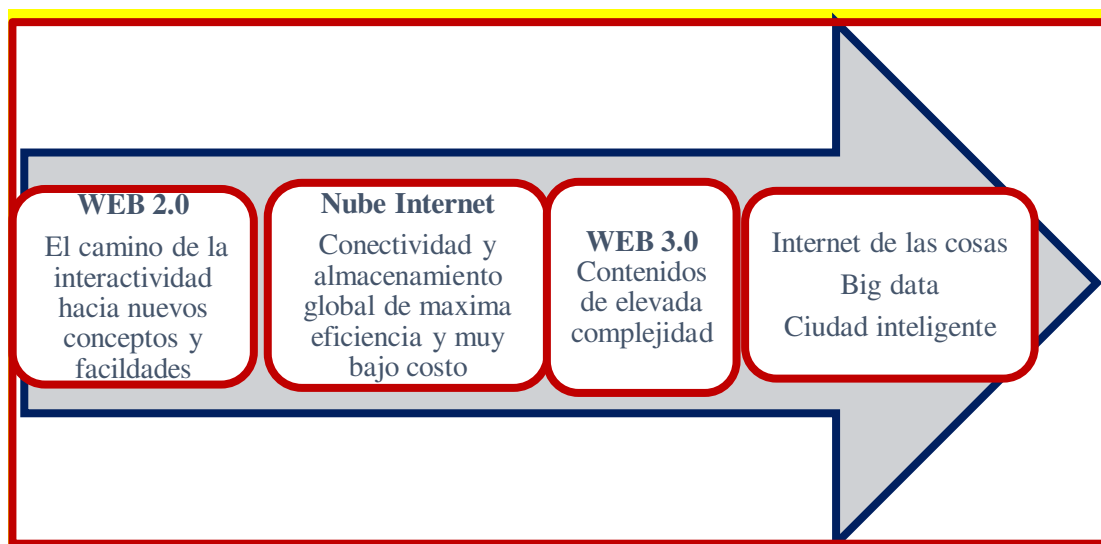 WEB 2.0
El camino de la
interactividad
hacia nuevos
conceptos y
facildades
Nube Internet
Conectividad y
almacenamiento
global de maxima
eficiencia y muy
bajo costo
WEB 3.0
Contenidos
de elevada
complejidad
Internet de las cosas
Big data
Ciudad inteligente